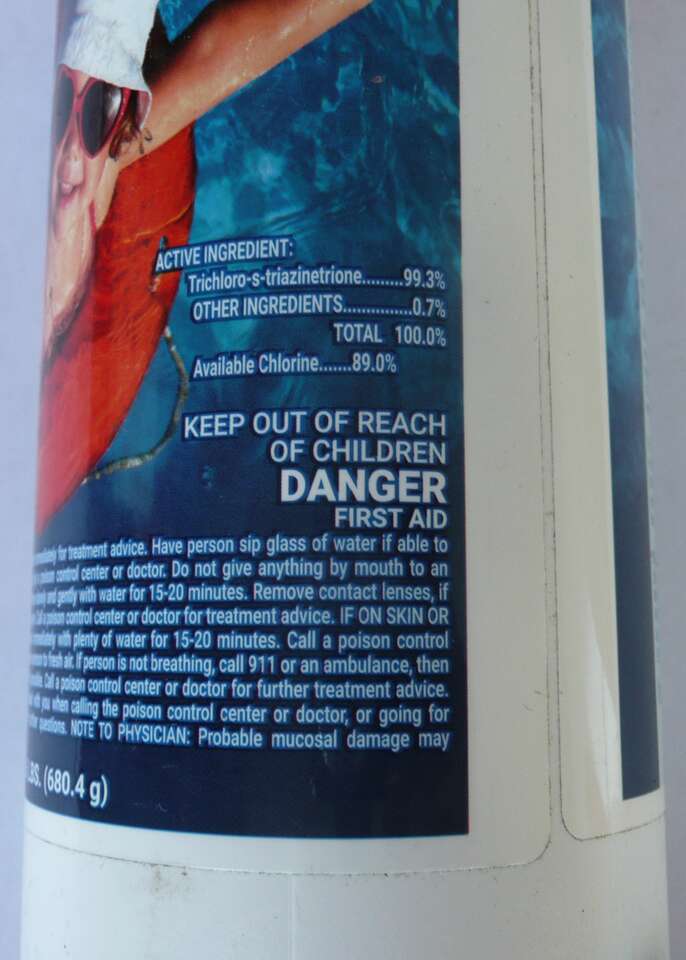 ACTIVE INGREDIENT:
Trichloro-s-triazinetrione.........99.3%
OTHER INGREDIENTS...............0.7%
TOTAL 100.0%
Available Chlorine.......89.0%
KEEP OUT OF REACH
OF CHILDREN
DANGER
FIRST AID
for treatment advice. Have person sip glass of water if able to
poison control center or doctor. Do not give anything by mouth to an
and gently with water for 15-20 minutes. Remove contact lenses, if
Call a poison control center or doctor for treatment advice. IF ON SKIN OR
with plenty of water for 15-20 minutes. Call a poison control
to fresh air. If person is not breathing, call 911 or an ambulance, then
Call a poison control center or doctor for further treatment advice.
with you when calling the poison control center or doctor, or going for
questions. NOTE TO PHYSICIAN: Probable mucosal damage may
LBS. (680.4 g)